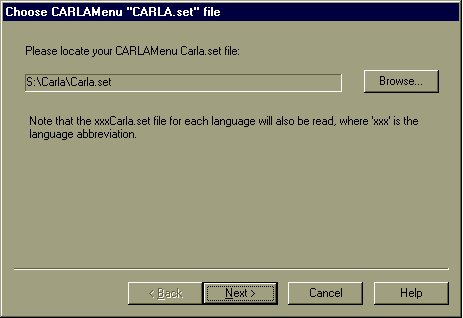 Choose CARLAMenu "CARLA.set" file
Please locate your CARLAMenu Carla.set file:
S:\Carla\Carla.set
Browse...
Note that the xxxCarla.set file for each language will also be read, where 'xxx' is the
language abbreviation.
< Back
Next >
Cancel
Help